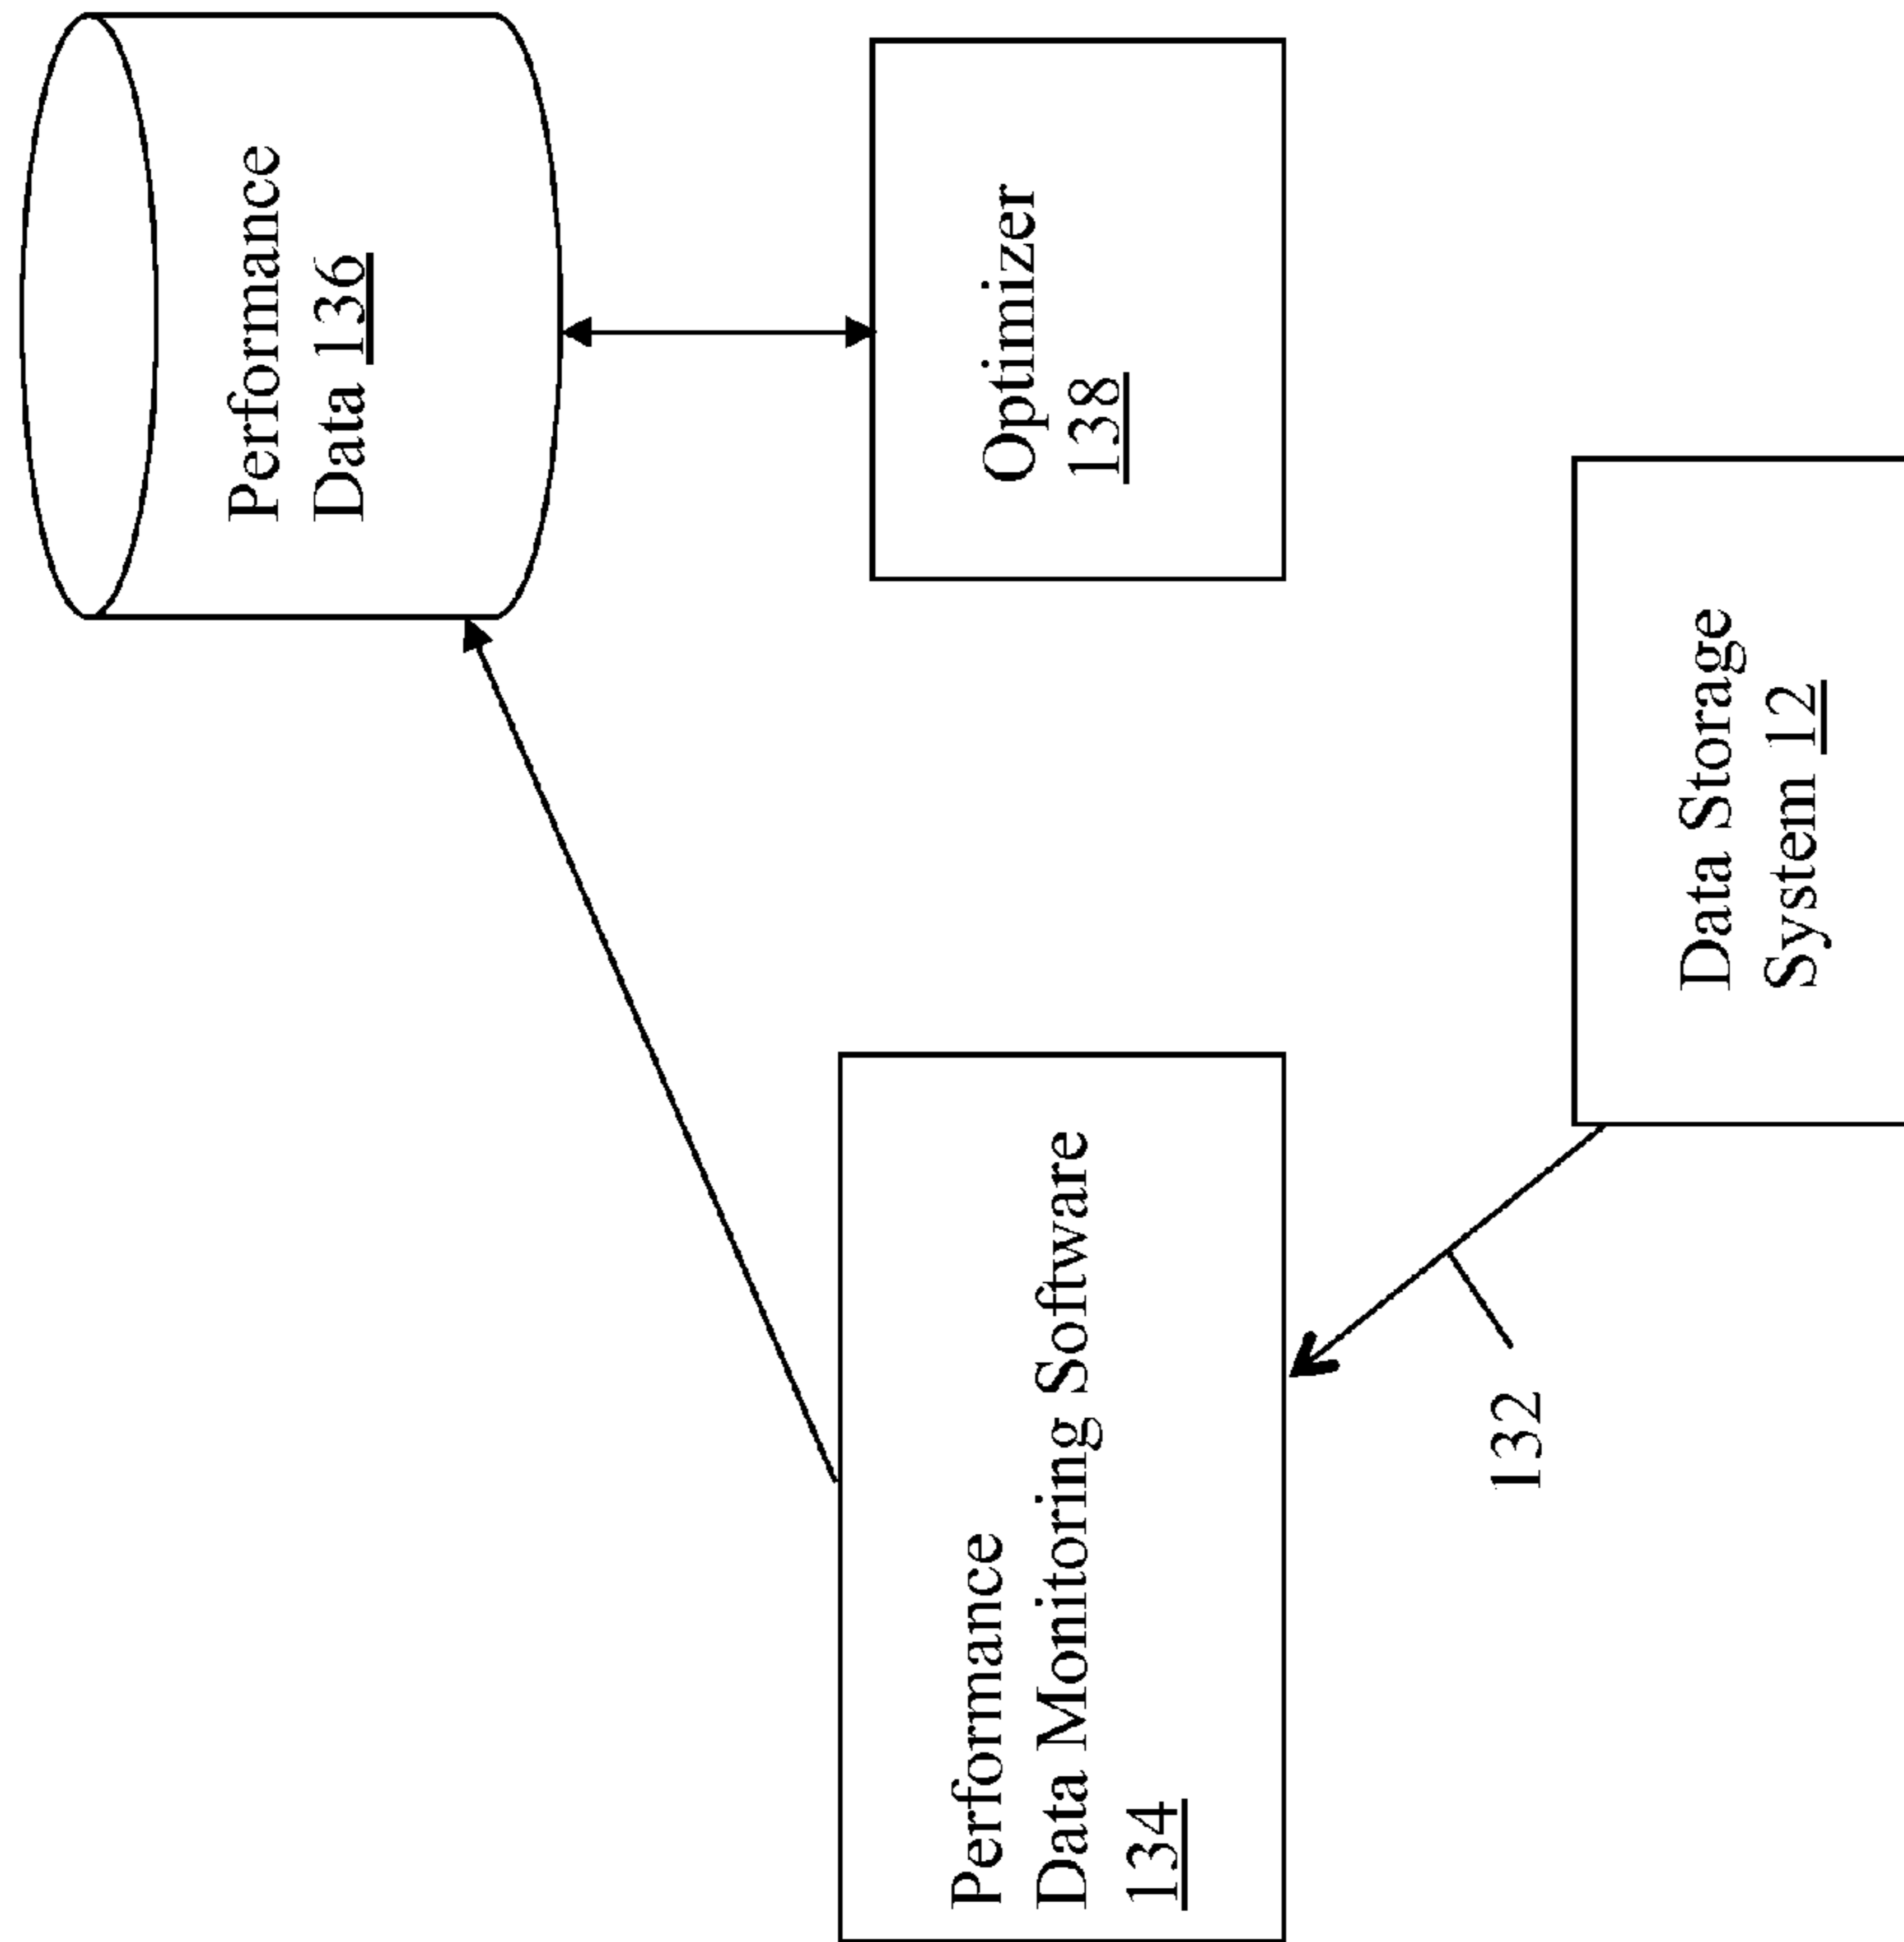 Performance
Data 136
Optimizer
138
Performance
Data Monitoring Software
134
Data Storage
System 12
132